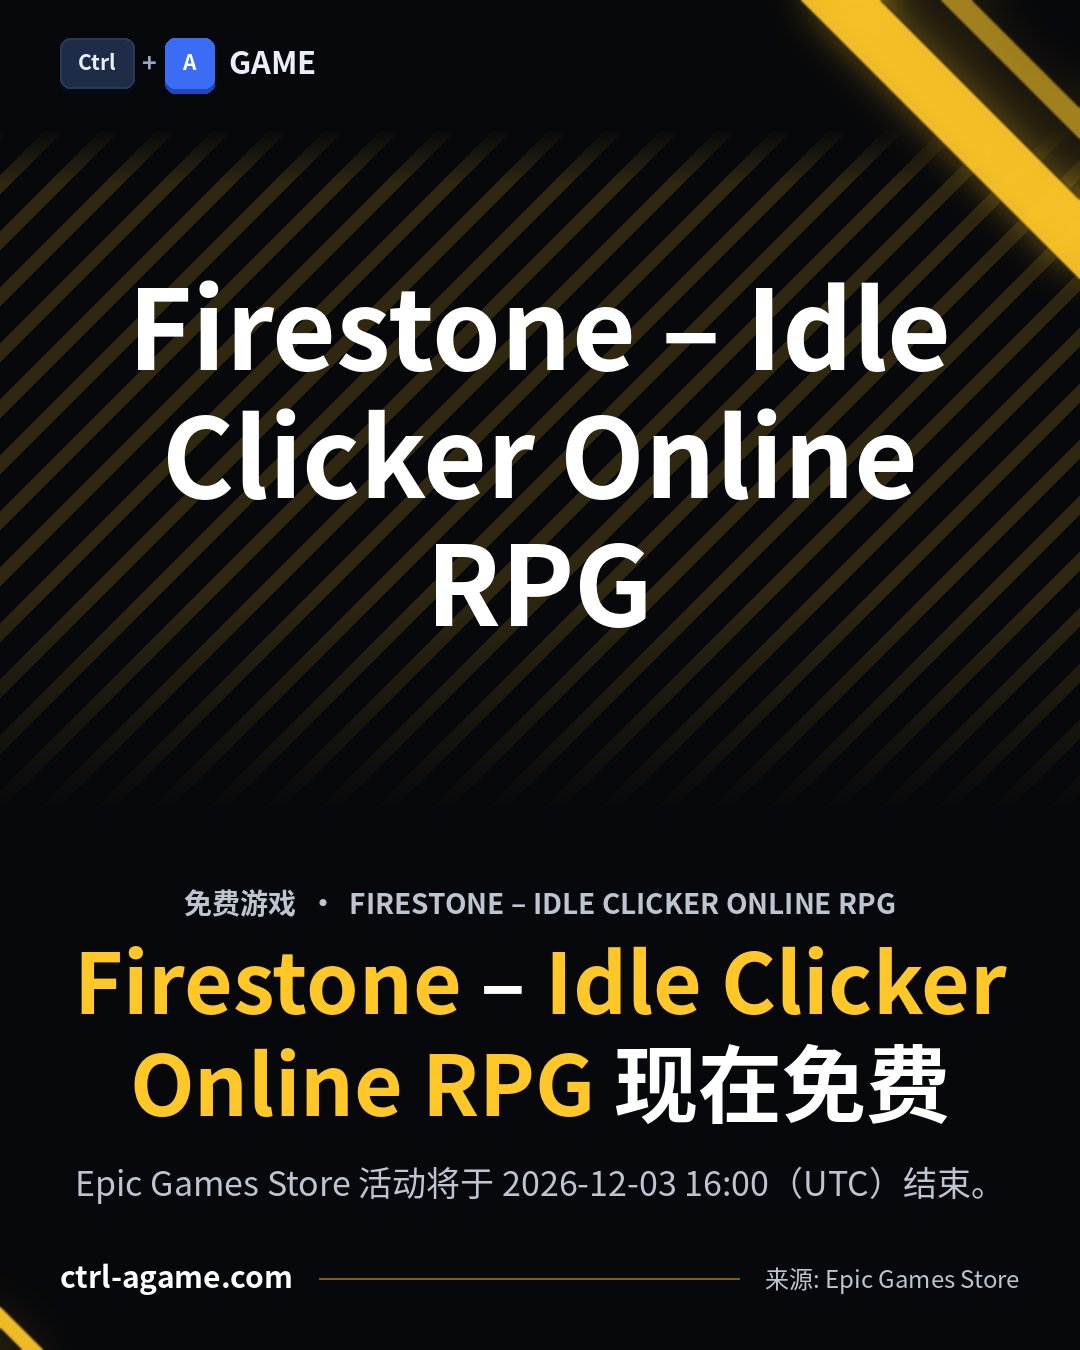 Ctrl + A GAME
Firestone – Idle
Clicker Online
RPG
免费游戏 • FIRESTONE – IDLE CLICKER ONLINE RPG
Firestone – Idle Clicker
Online RPG 现在免费
Epic Games Store 活动将于 2026-12-03 16:00（UTC）结束。
ctrl-agame.com
来源: Epic Games Store